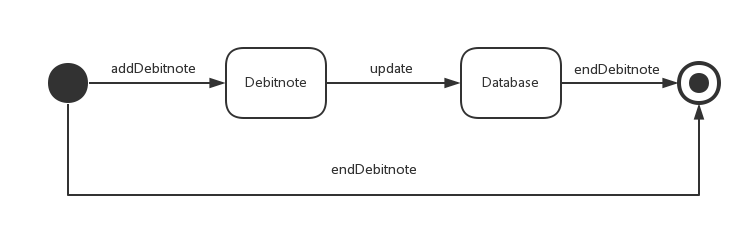 addDebitnote
Debitnote
update
Database
endDebitnote
endDebitnote